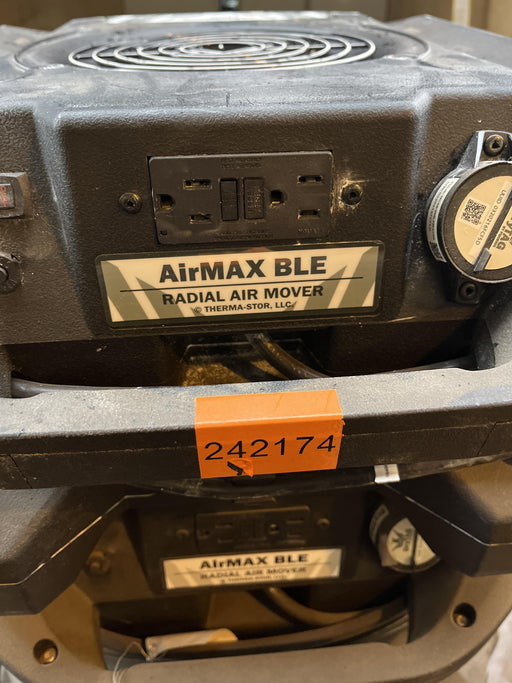 AirMAX BLE
RADIAL AIR MOVER
© THERMA-STOR, LLC.
242174
AirMAX BLE
RADIAL AIR MOVER